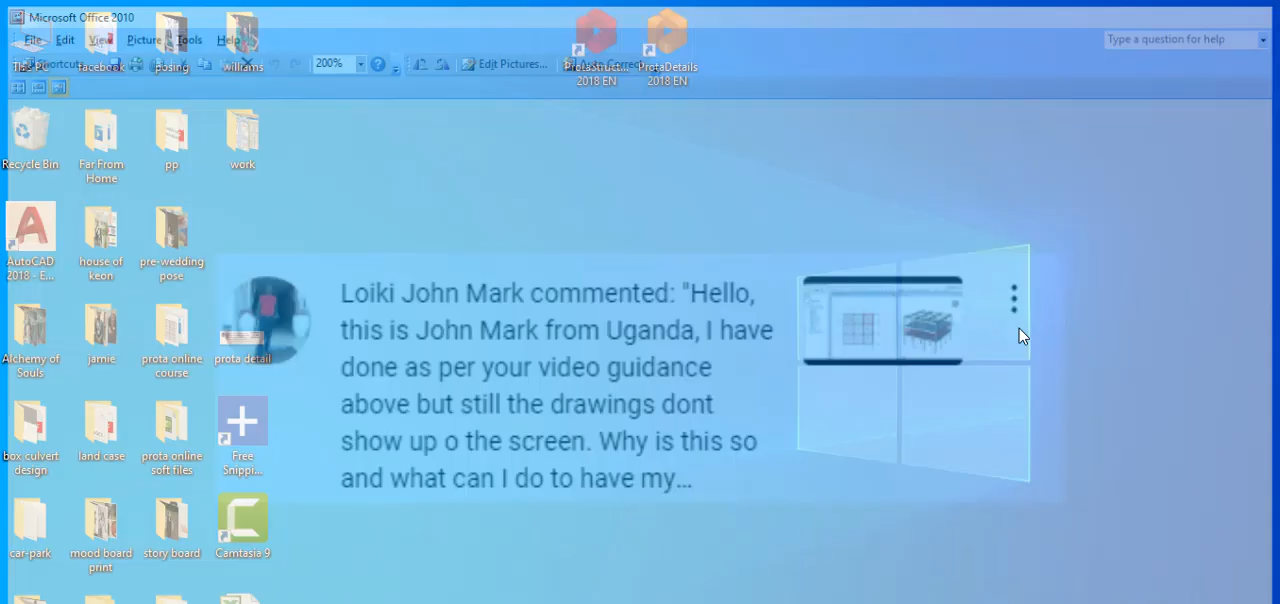 Microsoft Office 2010
File Edit View Picture Tools Help
Type a question for help
facebook
posing
williams
200%
Edit Pictures...
ProtaStruct...
2018 EN
ProtaDetails
2018 EN
Recycle Bin
Far From
Home
pp
work
AutoCAD
2018 - E...
house of
keon
pre-wedding
pose
Alchemy of
Souls
jamie
prota online
course
prota detail
box culvert
design
land case
prota online
soft files
Free
Snippi...
car-park
mood board
print
story board
Camtasia 9
Loiki John Mark commented: "Hello,
this is John Mark from Uganda, I have
done as per your video guidance
above but still the drawings dont
show up o the screen. Why is this so
and what can I do to have my...